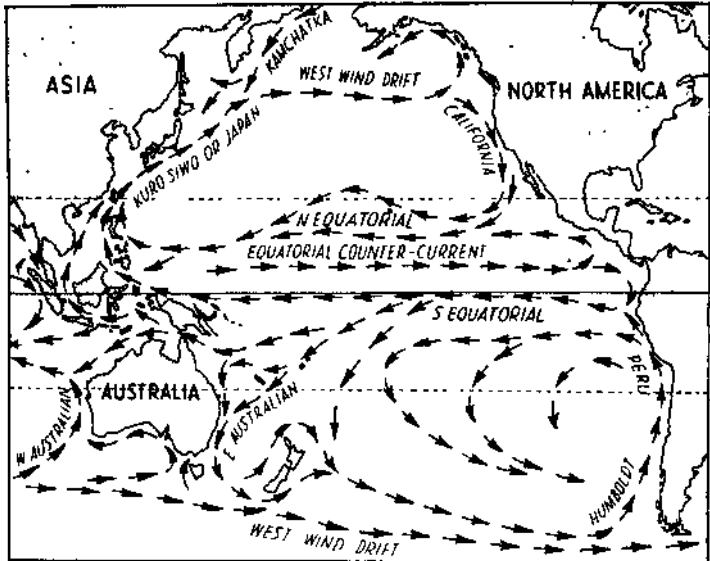 KAMCHATKA
ASIA
WEST WIND DRIFT
NORTH AMERICA
CALIFORNIA
KURO SIWO OR JAPAN
N EQUATORIAL
EQUATORIAL COUNTER-CURRENT
S EQUATORIAL
PERU
AUSTRALIA
E AUSTRALIAN
W AUSTRALIAN
HUMBOLDT
WEST WIND DRIFT